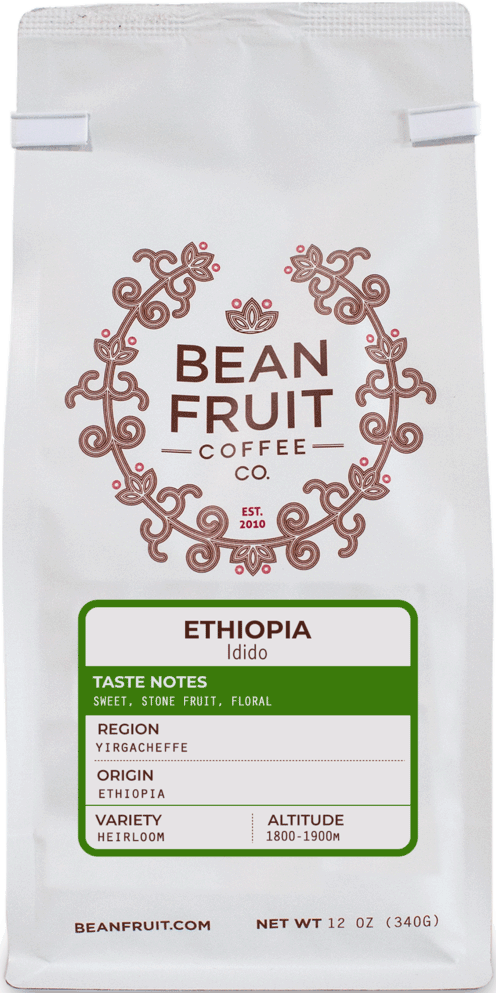 BEAN
FRUIT
COFFEE
CO.
EST.
2010
ETHIOPIA
Idido
TASTE NOTES
SWEET, STONE FRUIT, FLORAL
REGION
YIRGACHEFFE
ORIGIN
ETHIOPIA
VARIETY
HEIRLOOM
ALTITUDE
1800-1900M
BEANFRUIT.COM
NET WT 12 OZ (340G)